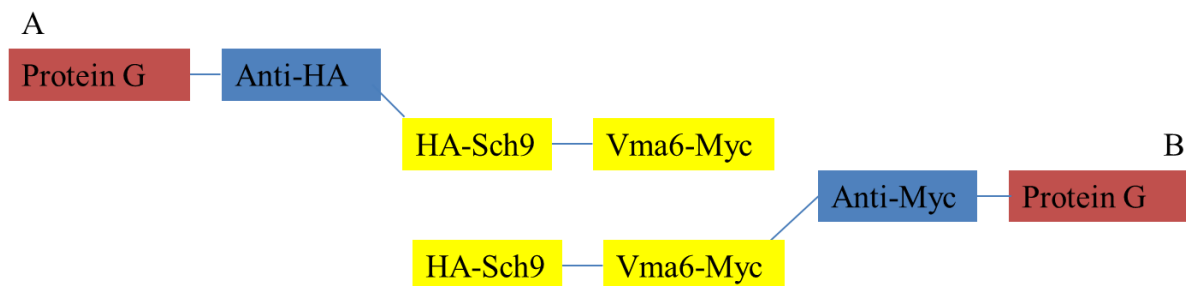 A
Protein G Anti-HA
HA-Sch9 Vma6-Myc
B
Anti-Myc Protein G
HA-Sch9 Vma6-Myc